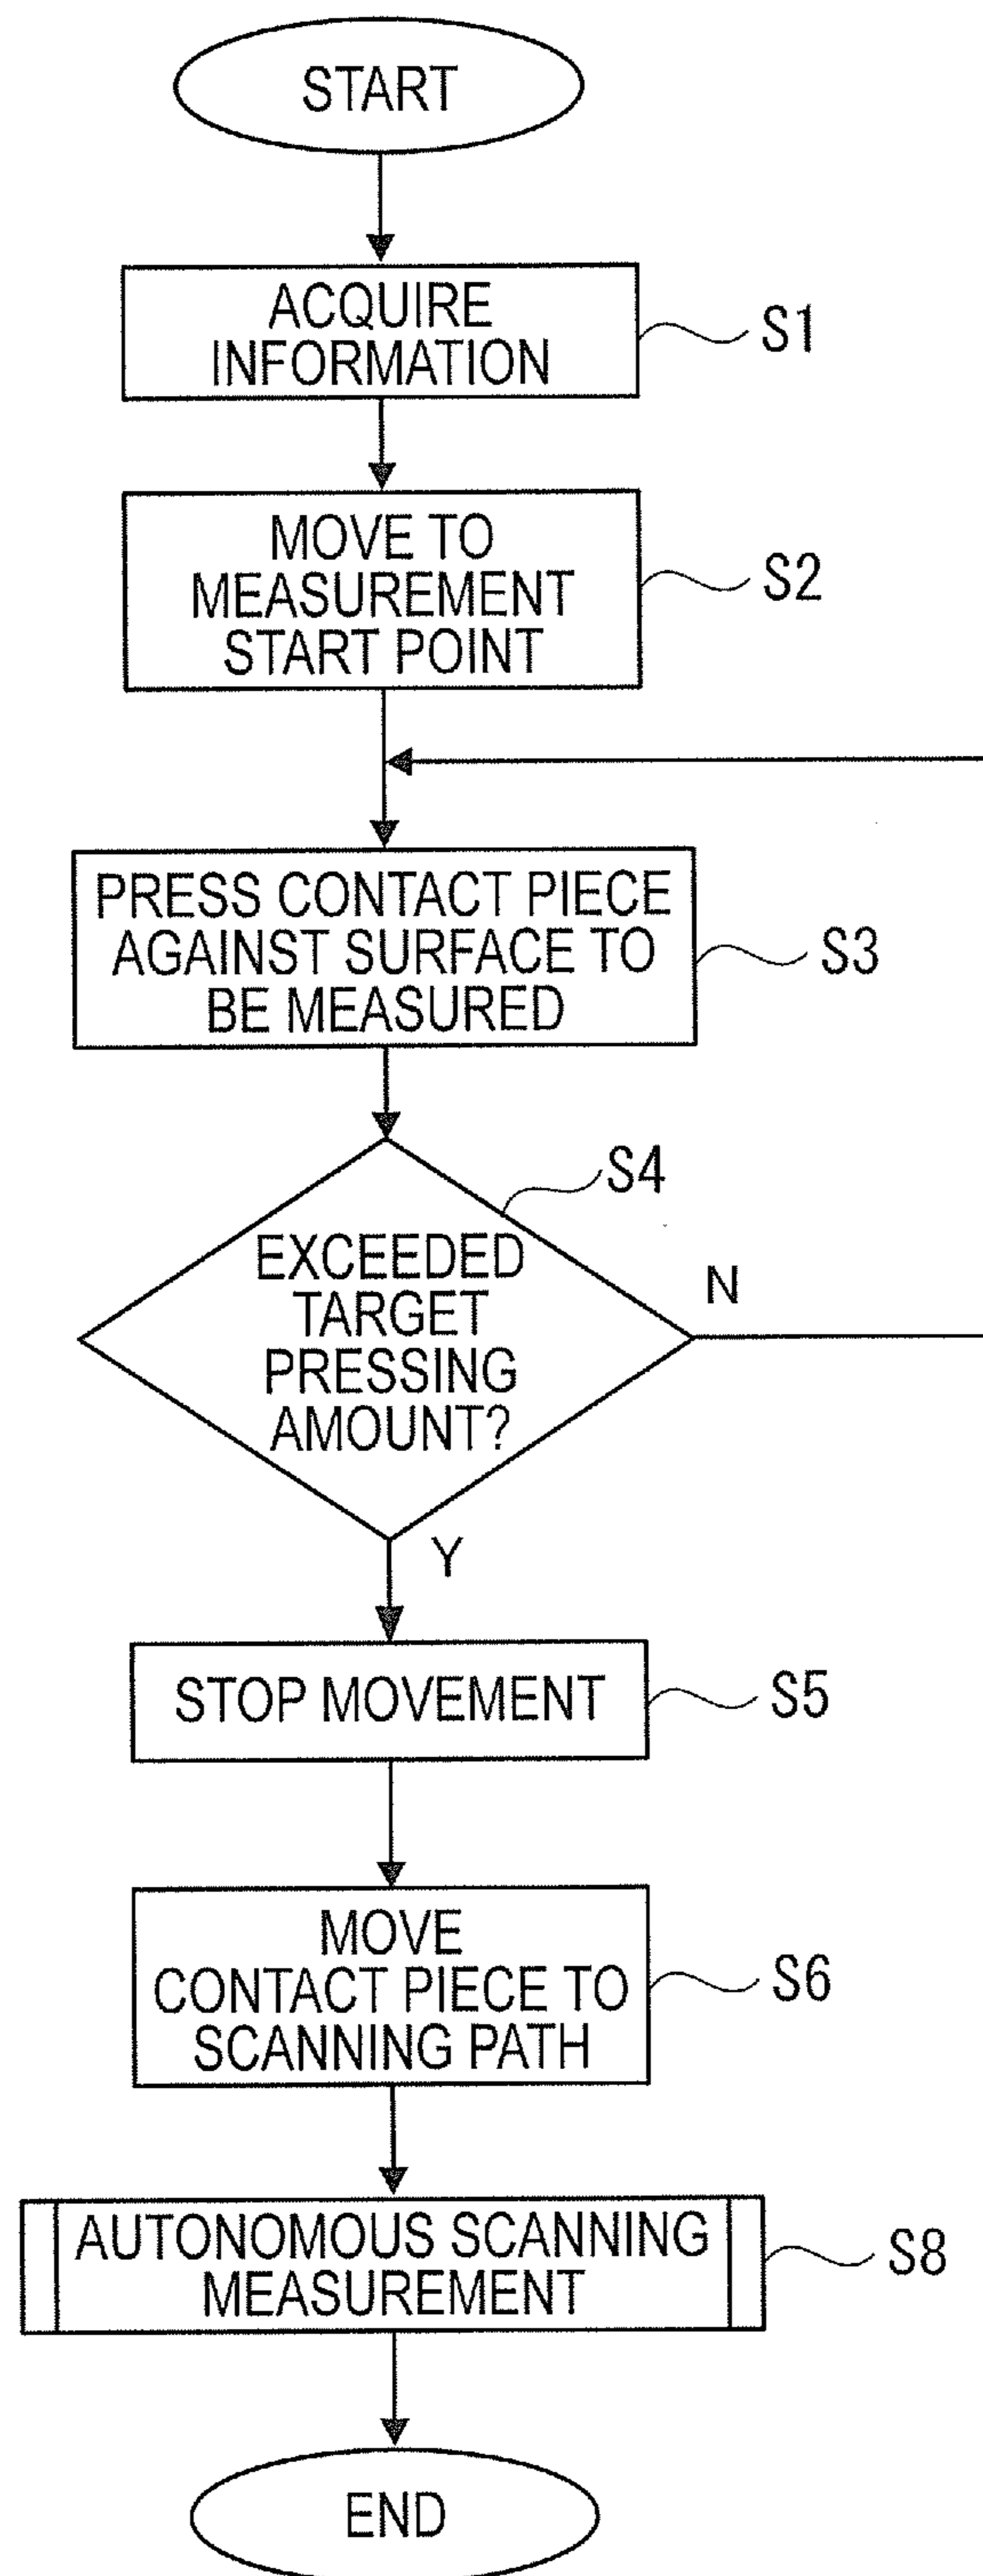 START
ACQUIRE
INFORMATION
S1
MOVE TO
MEASUREMENT
START POINT
S2
PRESS CONTACT PIECE
AGAINST SURFACE TO
BE MEASURED
S3
S4
EXCEEDED
TARGET
PRESSING
AMOUNT?
N
Y
STOP MOVEMENT
S5
MOVE
CONTACT PIECE TO
SCANNING PATH
S6
AUTONOMOUS SCANNING
MEASUREMENT
S8
END